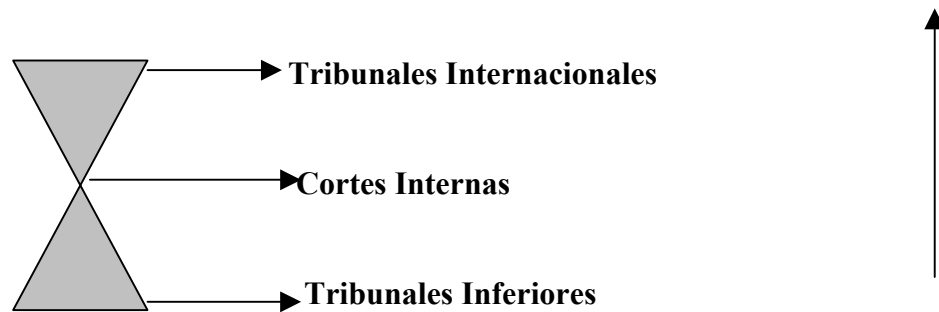 Tribunales Internacionales
Cortes Internas
Tribunales Inferiores